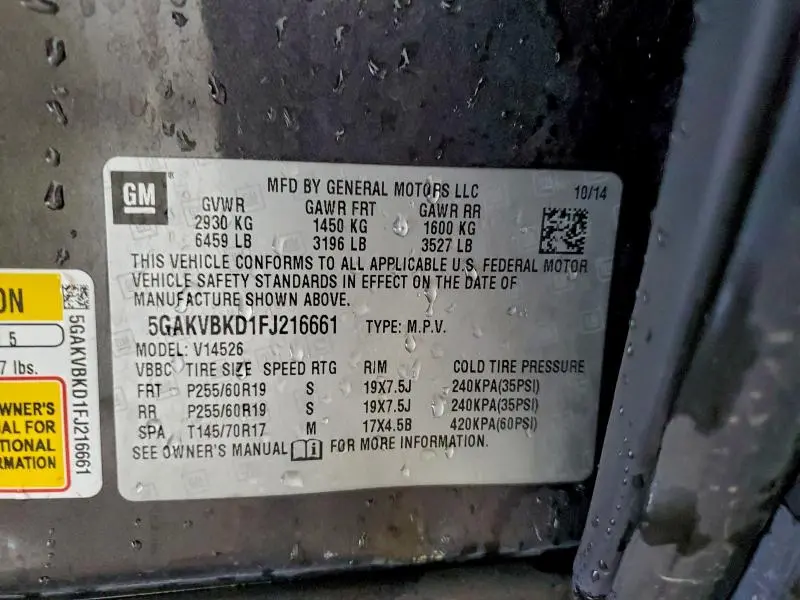 GM
MFD BY GENERAL MOTORS LLC
10/14
GVWR GAWR FRT GAWR RR
2930 KG 1450 KG 1600 KG
6459 LB 3196 LB 3527 LB
THIS VEHICLE CONFORMS TO ALL APPLICABLE U.S. FEDERAL MOTOR
VEHICLE SAFETY STANDARDS IN EFFECT ON THE DATE OF
MANUFACTURE SHOWN ABOVE.
5GAKVBKD1FJ216661 TYPE: M.P.V.
MODEL: V14526
VBBC TIRE SIZE SPEED RTG RIM COLD TIRE PRESSURE
FRT P255/60R19 S 19X7.5J 240KPA(35PSI)
RR P255/60R19 S 19X7.5J 240KPA(35PSI)
SPA T145/70R17 M 17X4.5B 420KPA(60PSI)
SEE OWNER'S MANUAL i FOR MORE INFORMATION.
ON
5
7 lbs.
OWNER'S
AL FOR
TIONAL
RMATION
5GAKVBKD1FJ216661